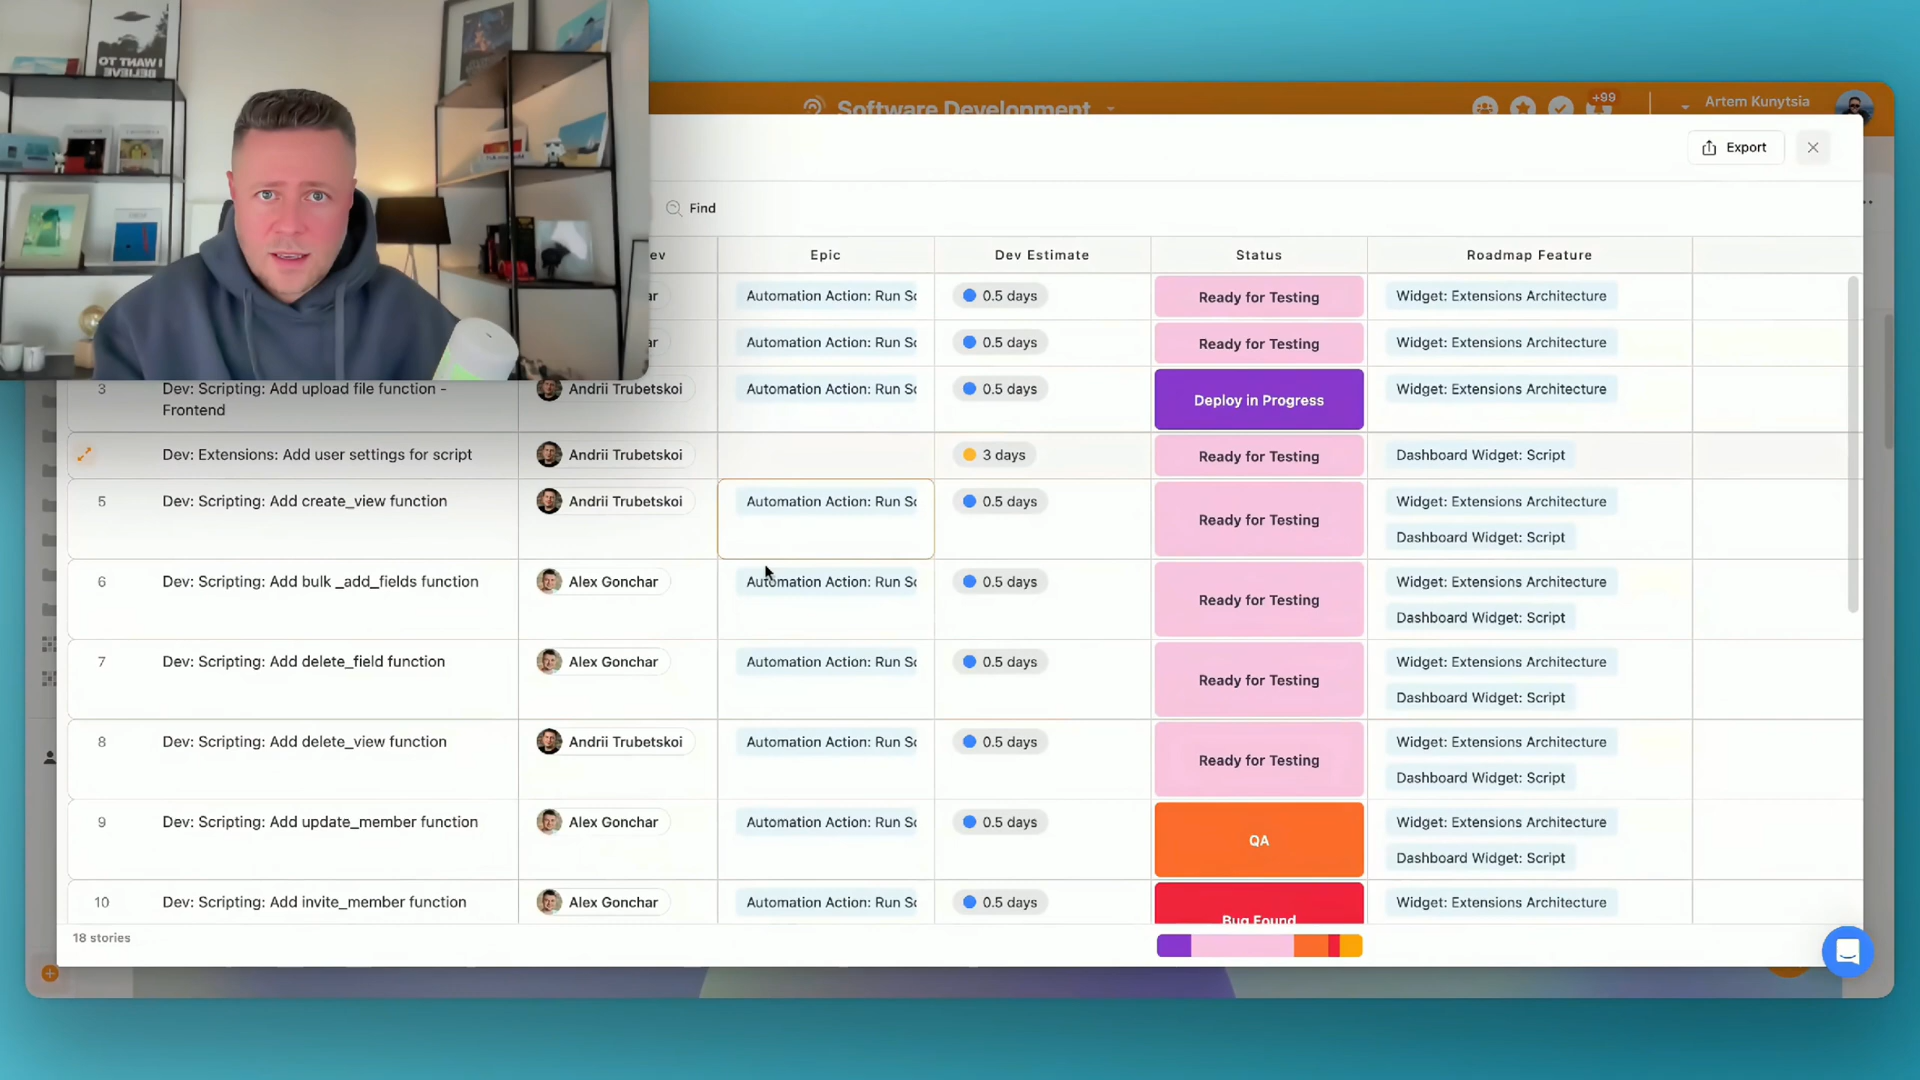 I WANT TO
BELIEVE
Software Development
+99
Artem Kunytsia
Export
Find
ev
Epic
Dev Estimate
Status
Roadmap Feature
ar
Automation Action: Run Sc
0.5 days
Ready for Testing
Widget: Extensions Architecture
ar
Automation Action: Run Sc
0.5 days
Ready for Testing
Widget: Extensions Architecture
3
Dev: Scripting: Add upload file function -
Frontend
Andrii Trubetskoi
Automation Action: Run Sc
0.5 days
Deploy in Progress
Widget: Extensions Architecture
Dev: Extensions: Add user settings for script
Andrii Trubetskoi
3 days
Ready for Testing
Dashboard Widget: Script
5
Dev: Scripting: Add create_view function
Andrii Trubetskoi
Automation Action: Run Sc
0.5 days
Ready for Testing
Widget: Extensions Architecture
Dashboard Widget: Script
6
Dev: Scripting: Add bulk _add_fields function
Alex Gonchar
Automation Action: Run Sc
0.5 days
Ready for Testing
Widget: Extensions Architecture
Dashboard Widget: Script
7
Dev: Scripting: Add delete_field function
Alex Gonchar
Automation Action: Run Sc
0.5 days
Ready for Testing
Widget: Extensions Architecture
Dashboard Widget: Script
8
Dev: Scripting: Add delete_view function
Andrii Trubetskoi
Automation Action: Run Sc
0.5 days
Ready for Testing
Widget: Extensions Architecture
Dashboard Widget: Script
9
Dev: Scripting: Add update_member function
Alex Gonchar
Automation Action: Run Sc
0.5 days
QA
Widget: Extensions Architecture
Dashboard Widget: Script
10
Dev: Scripting: Add invite_member function
Alex Gonchar
Automation Action: Run Sc
0.5 days
Bug Found
Widget: Extensions Architecture
18 stories